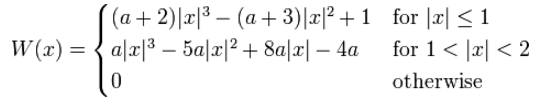 W(x) = { (a + 2)|x|³ − (a + 3)|x|² + 1 for |x| ≤ 1
a|x|³ − 5a|x|² + 8a|x| − 4a for 1 < |x| < 2
0 otherwise